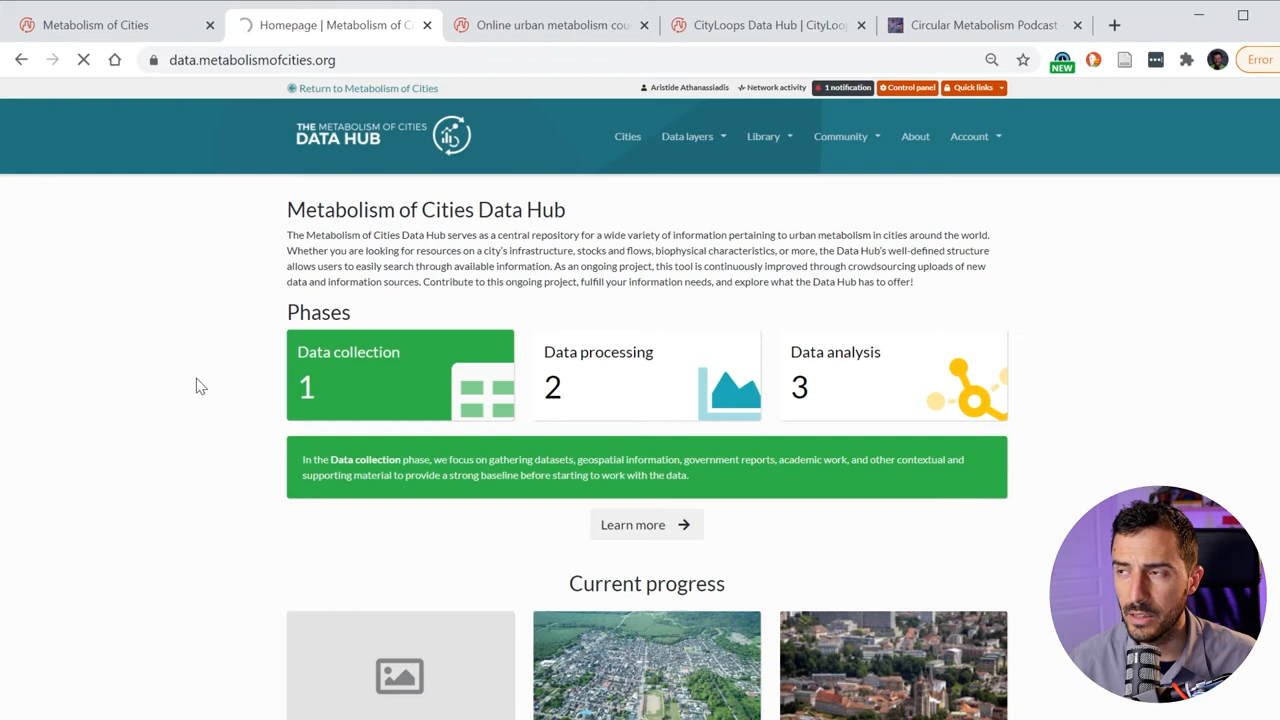 Metabolism of Cities
Homepage | Metabolism of C
Online urban metabolism cou
CityLoops Data Hub | CityLoo
Circular Metabolism Podcast
data.metabolismofcities.org
NEW
Error
Return to Metabolism of Cities
Aristide Athanassiadis
Network activity
1 notification
Control panel
Quick links
THE METABOLISM OF CITIES
DATA HUB
Cities
Data layers
Library
Community
About
Account
Metabolism of Cities Data Hub
The Metabolism of Cities Data Hub serves as a central repository for a wide variety of information pertaining to urban metabolism in cities around the world.
Whether you are looking for resources on a city's infrastructure, stocks and flows, biophysical characteristics, or more, the Data Hub's well-defined structure
allows users to easily search through available information. As an ongoing project, this tool is continuously improved through crowdsourcing uploads of new
data and information sources. Contribute to this ongoing project, fulfill your information needs, and explore what the Data Hub has to offer!
Phases
Data collection
1
Data processing
2
Data analysis
3
In the Data collection phase, we focus on gathering datasets, geospatial information, government reports, academic work, and other contextual and
supporting material to provide a strong baseline before starting to work with the data.
Learn more
Current progress